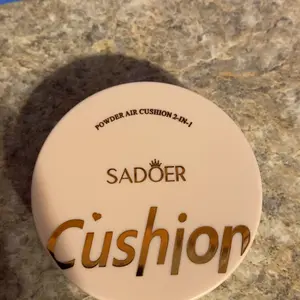 POWDER AIR CUSHION 2-IN-1
SADOER
Cushion